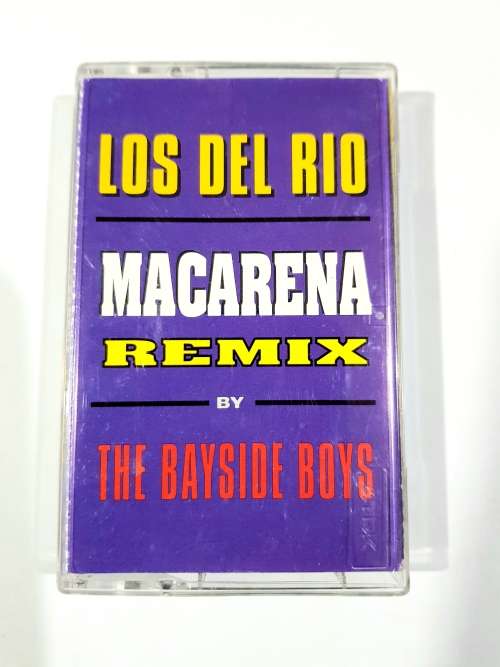 LOS DEL RIO
MACARENA
REMIX
BY
THE BAYSIDE BOYS